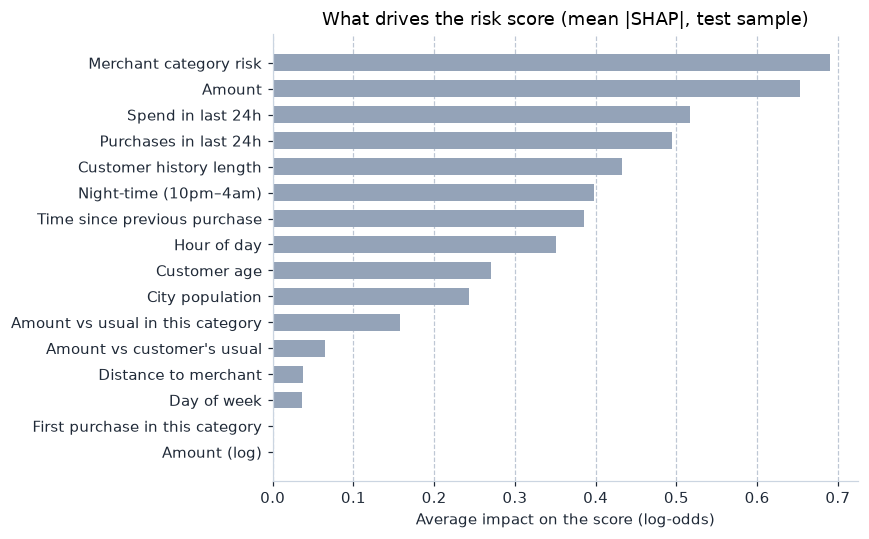 What drives the risk score (mean |SHAP|, test sample)
Merchant category risk
Amount
Spend in last 24h
Purchases in last 24h
Customer history length
Night-time (10pm–4am)
Time since previous purchase
Hour of day
Customer age
City population
Amount vs usual in this category
Amount vs customer's usual
Distance to merchant
Day of week
First purchase in this category
Amount (log)
0.0 0.1 0.2 0.3 0.4 0.5 0.6 0.7
Average impact on the score (log-odds)